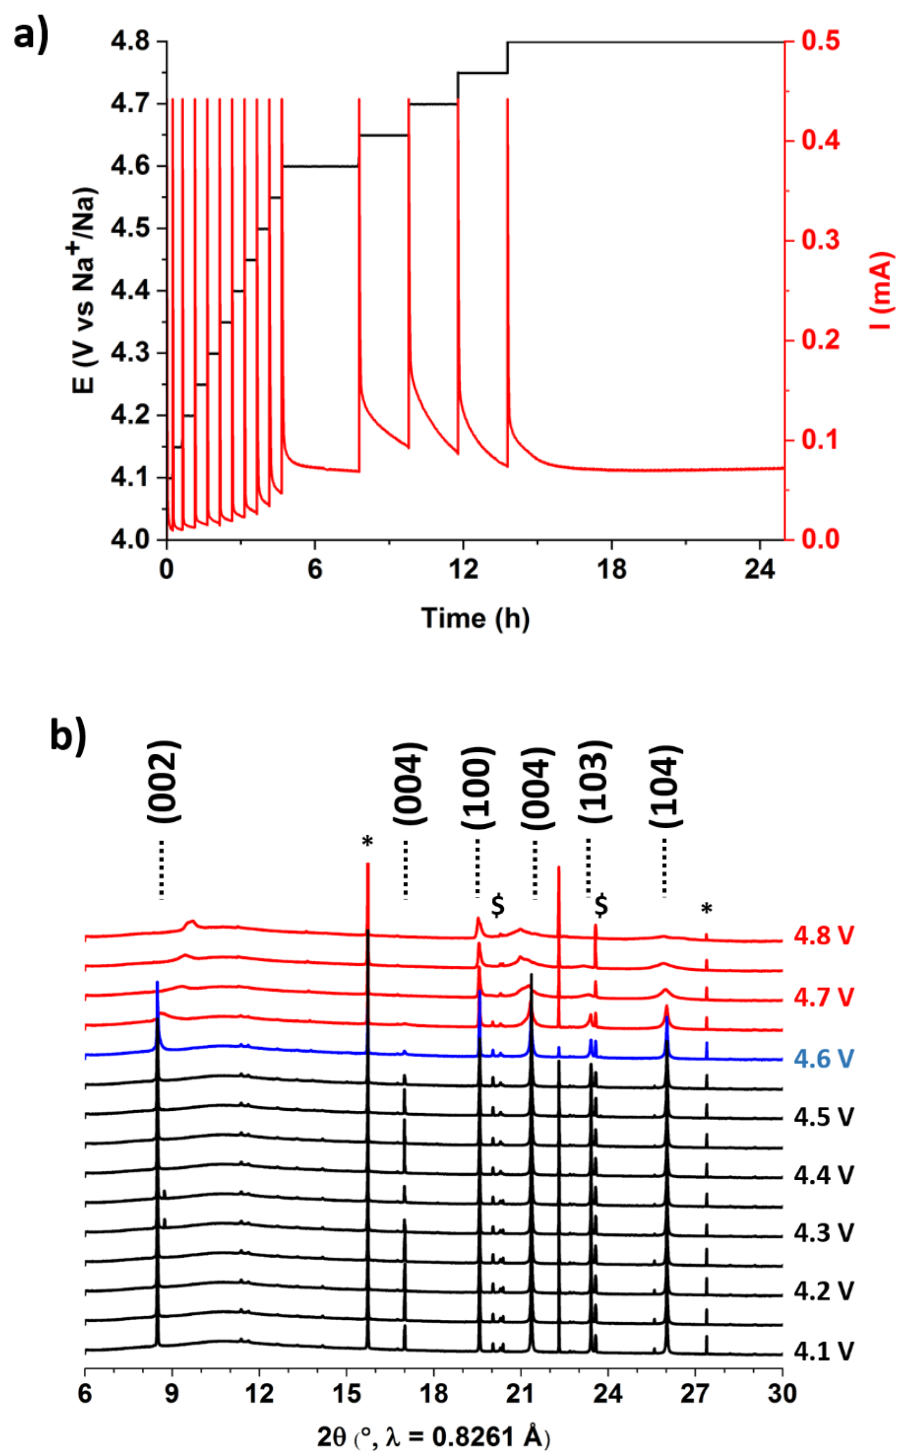 a)
4.8
4.7
4.6
4.5
4.4
4.3
4.2
4.1
4.0
E (V vs Na⁺/Na)
0.5
0.4
0.3
0.2
0.1
0.0
I (mA)
0 6 12 18 24
Time (h)
b)
(002) (004) (100) (004) (103) (104)
* $ $ *
4.8 V
4.7 V
4.6 V
4.5 V
4.4 V
4.3 V
4.2 V
4.1 V
6 9 12 15 18 21 24 27 30
2θ (°, λ = 0.8261 Å)